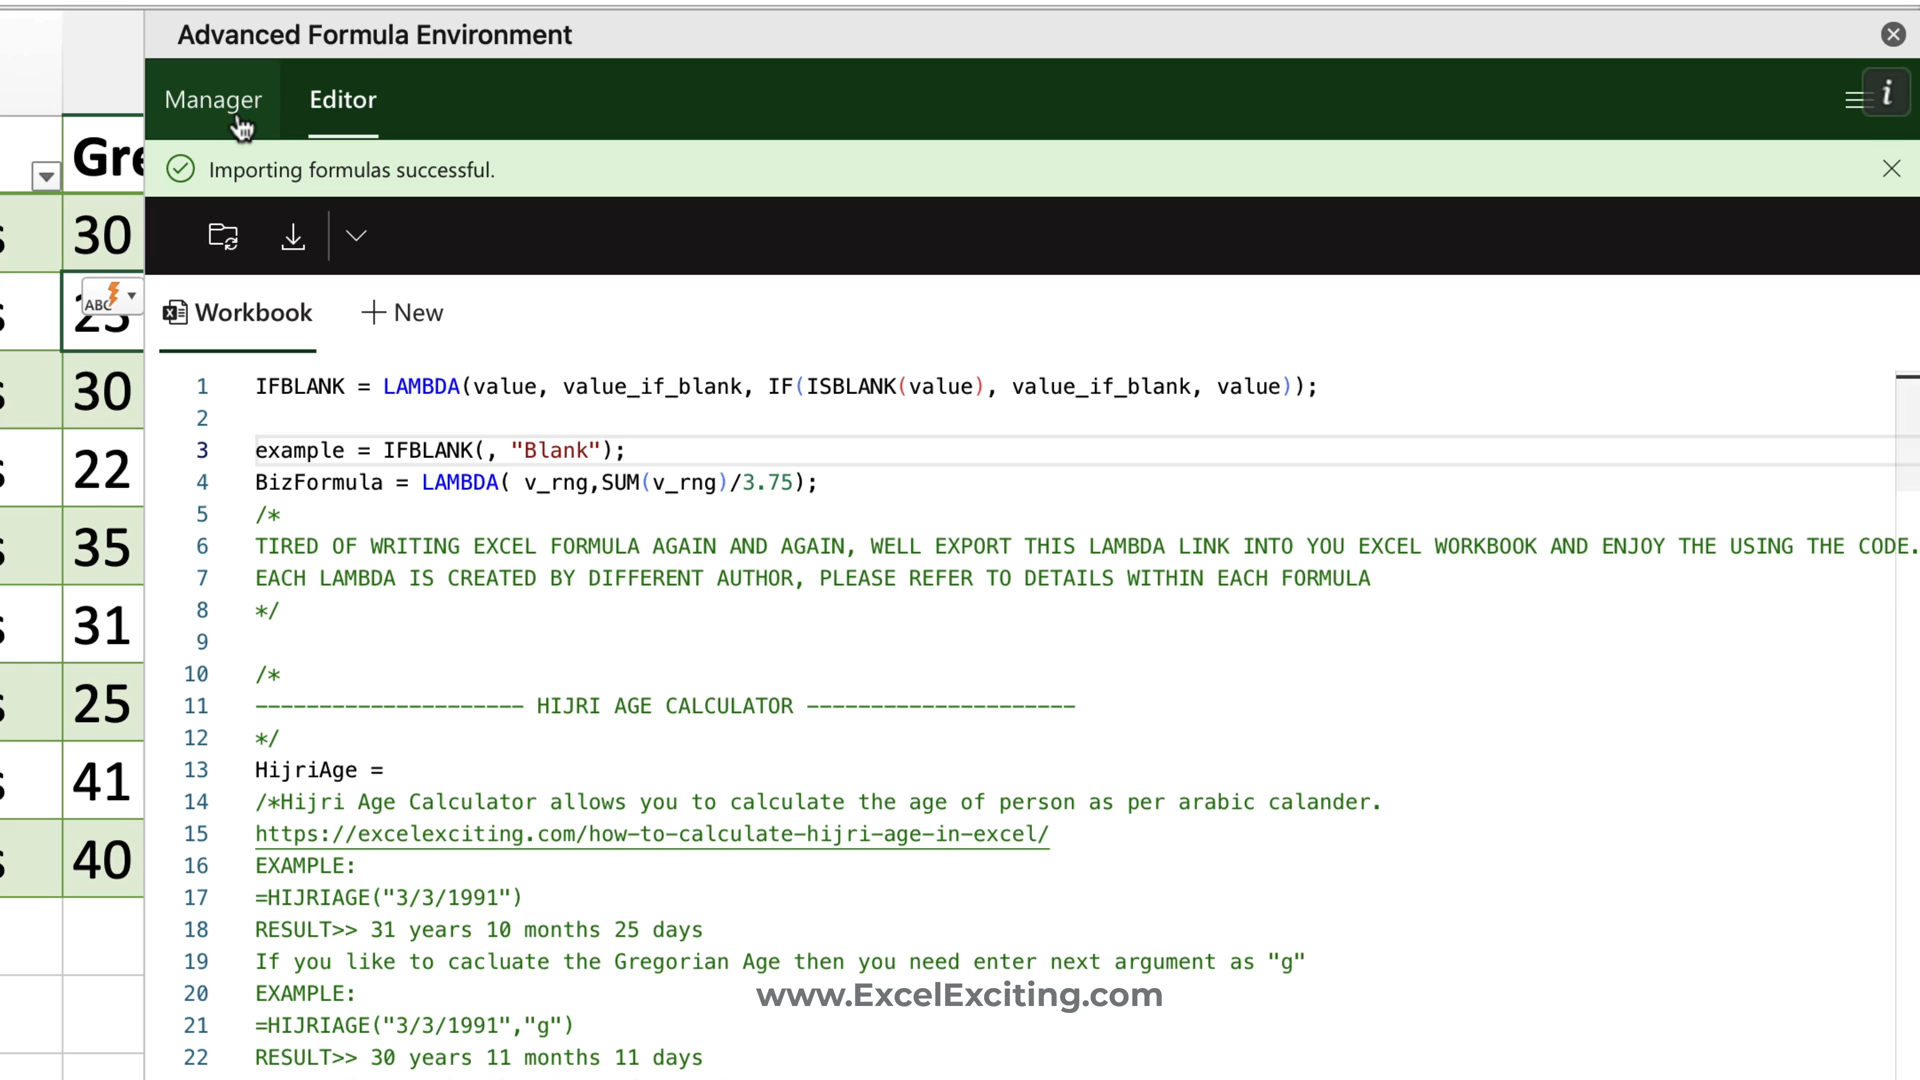 Advanced Formula Environment
Manager Editor
Importing formulas successful.
Workbook + New
1 IFBLANK = LAMBDA(value, value_if_blank, IF(ISBLANK(value), value_if_blank, value));
2
3 example = IFBLANK(, "Blank");
4 BizFormula = LAMBDA( v_rng,SUM(v_rng)/3.75);
5 /*
6 TIRED OF WRITING EXCEL FORMULA AGAIN AND AGAIN, WELL EXPORT THIS LAMBDA LINK INTO YOU EXCEL WORKBOOK AND ENJOY THE USING THE CODE.
7 EACH LAMBDA IS CREATED BY DIFFERENT AUTHOR, PLEASE REFER TO DETAILS WITHIN EACH FORMULA
8 */
9
10 /*
11 --------------------- HIJRI AGE CALCULATOR ---------------------
12 */
13 HijriAge =
14 /*Hijri Age Calculator allows you to calculate the age of person as per arabic calander.
15 https://excelexciting.com/how-to-calculate-hijri-age-in-excel/
16 EXAMPLE:
17 =HIJRIAGE("3/3/1991")
18 RESULT>> 31 years 10 months 25 days
19 If you like to cacluate the Gregorian Age then you need enter next argument as "g"
20 EXAMPLE:
21 =HIJRIAGE("3/3/1991","g")
22 RESULT>> 30 years 11 months 11 days
www.ExcelExciting.com
Gre
s 30
ABC
s
s 30
s 22
s 35
s 31
s 25
s 41
s 40